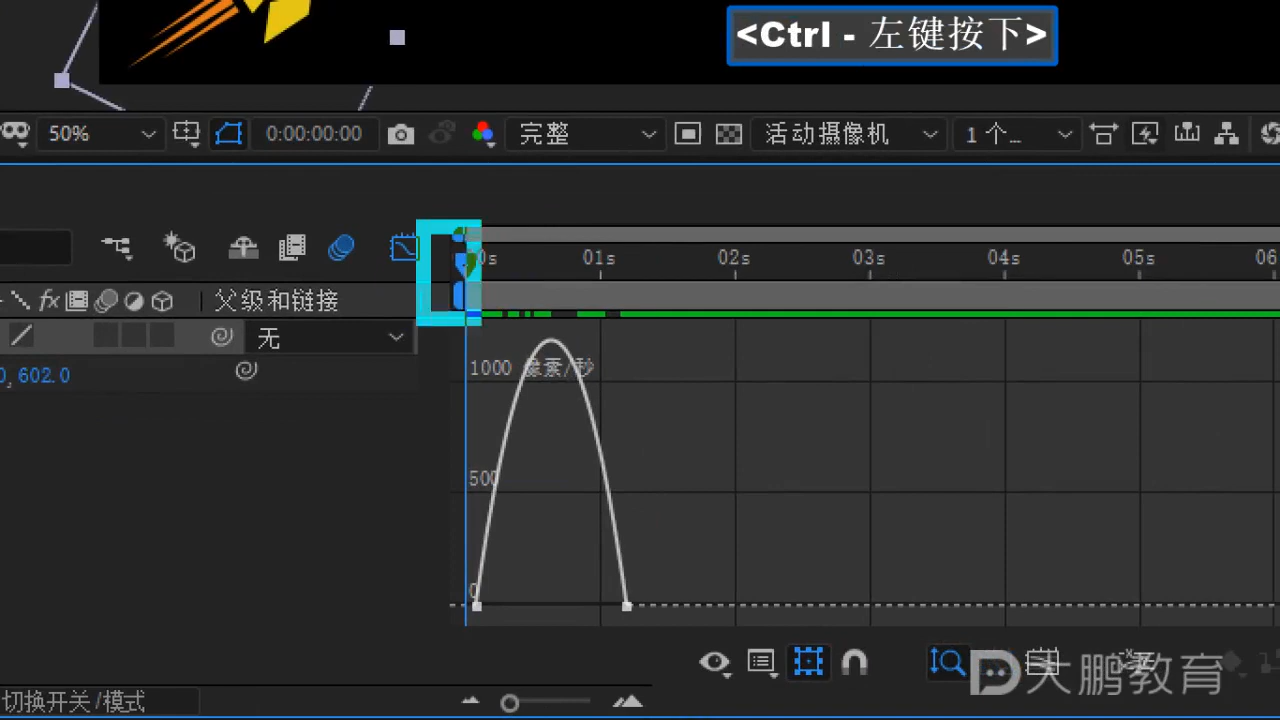 <Ctrl - 左键按下>
50%
0:00:00:00
完整
活动摄像机
1 个...
01s
02s
03s
04s
05s
06
fx
父级和链接
无
, 602.0
1000 像素/秒
500
0
大鹏教育
切换开关/模式